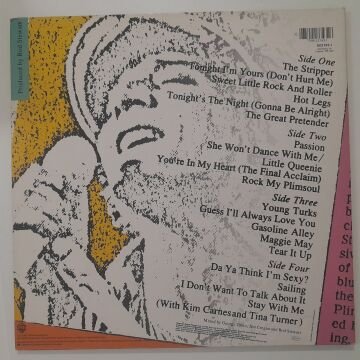 Produced by Rod Stewart
Side One
The Stripper
Tonight I'm Yours (Don't Hurt Me)
Sweet Little Rock And Roller
Hot Legs
Tonight's The Night (Gonna Be Alright)
The Great Pretender
Side Two
Passion
She Won't Dance With Me/
Little Queenie
You're In My Heart (The Final Acclaim)
Rock My Plimsoul
Side Three
Young Turks
Guess I'll Always Love You
Gasoline Alley
Maggie May
Tear It Up
Side Four
Da Ya Think I'm Sexy?
Sailing
I Don't Want To Talk About It
Stay With Me
(With Kim Carnes and Tina Turner)